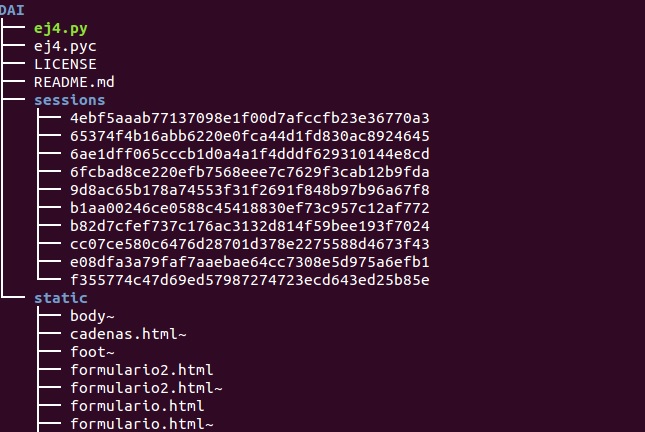 DAI
ej4.py
ej4.pyc
LICENSE
README.md
sessions
4ebf5aaab77137098e1f00d7afccfb23e36770a3
65374f4b16abb6220e0fca44d1fd830ac8924645
6ae1dff065cccb1d0a4a1f4dddf629310144e8cd
6fcbad8ce220efb7568eee7c7629f3cab12b9fda
9d8ac65b178a74553f31f2691f848b97b96a67f8
b1aa00246ce0588c45418830ef73c957c12af772
b82d7cfef737c176ac3132d814f59bee193f7024
cc07ce580c6476d28701d378e2275588d4673f43
e08dfa3a79faf7aaebae64cc7308e5d975a6efb1
f355774c47d69ed57987274723ecd643ed25b85e
static
body~
cadenas.html~
foot~
formulario2.html
formulario2.html~
formulario.html
formulario.html~